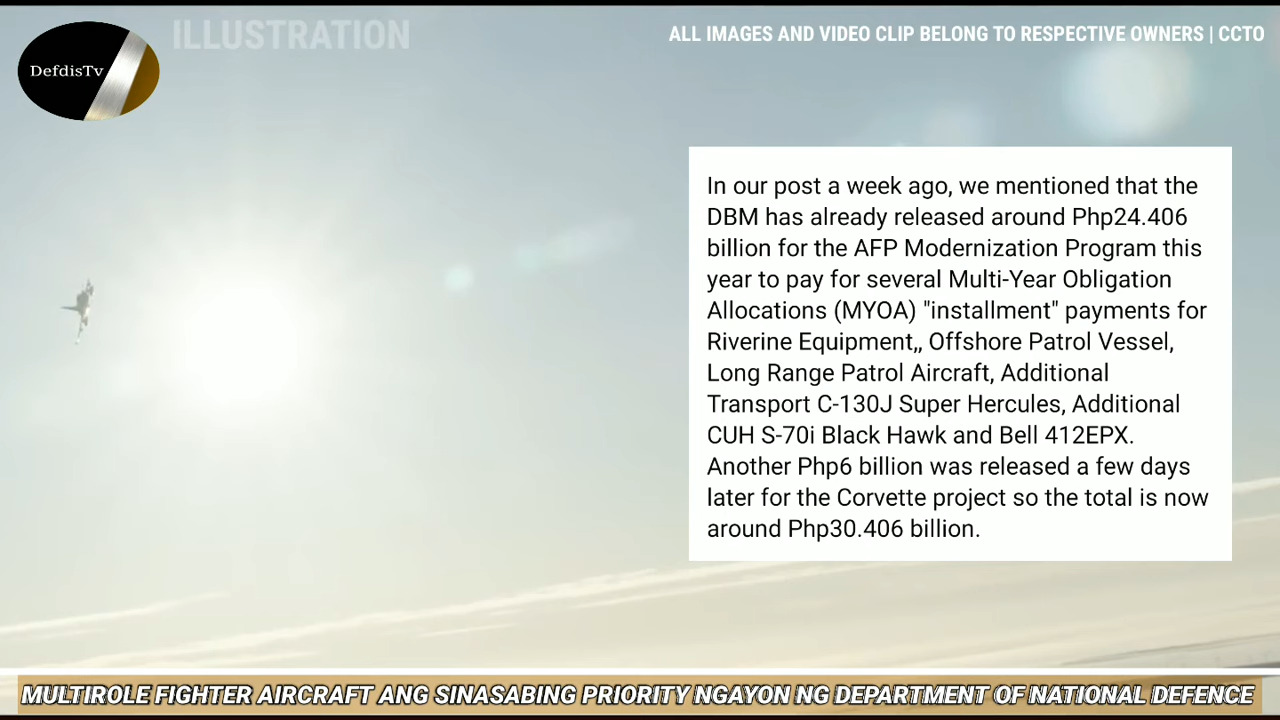 ILLUSTRATION
ALL IMAGES AND VIDEO CLIP BELONG TO RESPECTIVE OWNERS | CCTO
DefdisTv
In our post a week ago, we mentioned that the
DBM has already released around Php24.406
billion for the AFP Modernization Program this
year to pay for several Multi-Year Obligation
Allocations (MYOA) "installment" payments for
Riverine Equipment,, Offshore Patrol Vessel,
Long Range Patrol Aircraft, Additional
Transport C-130J Super Hercules, Additional
CUH S-70i Black Hawk and Bell 412EPX.
Another Php6 billion was released a few days
later for the Corvette project so the total is now
around Php30.406 billion.
MULTIROLE FIGHTER AIRCRAFT ANG SINASABING PRIORITY NGAYON NG DEPARTMENT OF NATIONAL DEFENCE